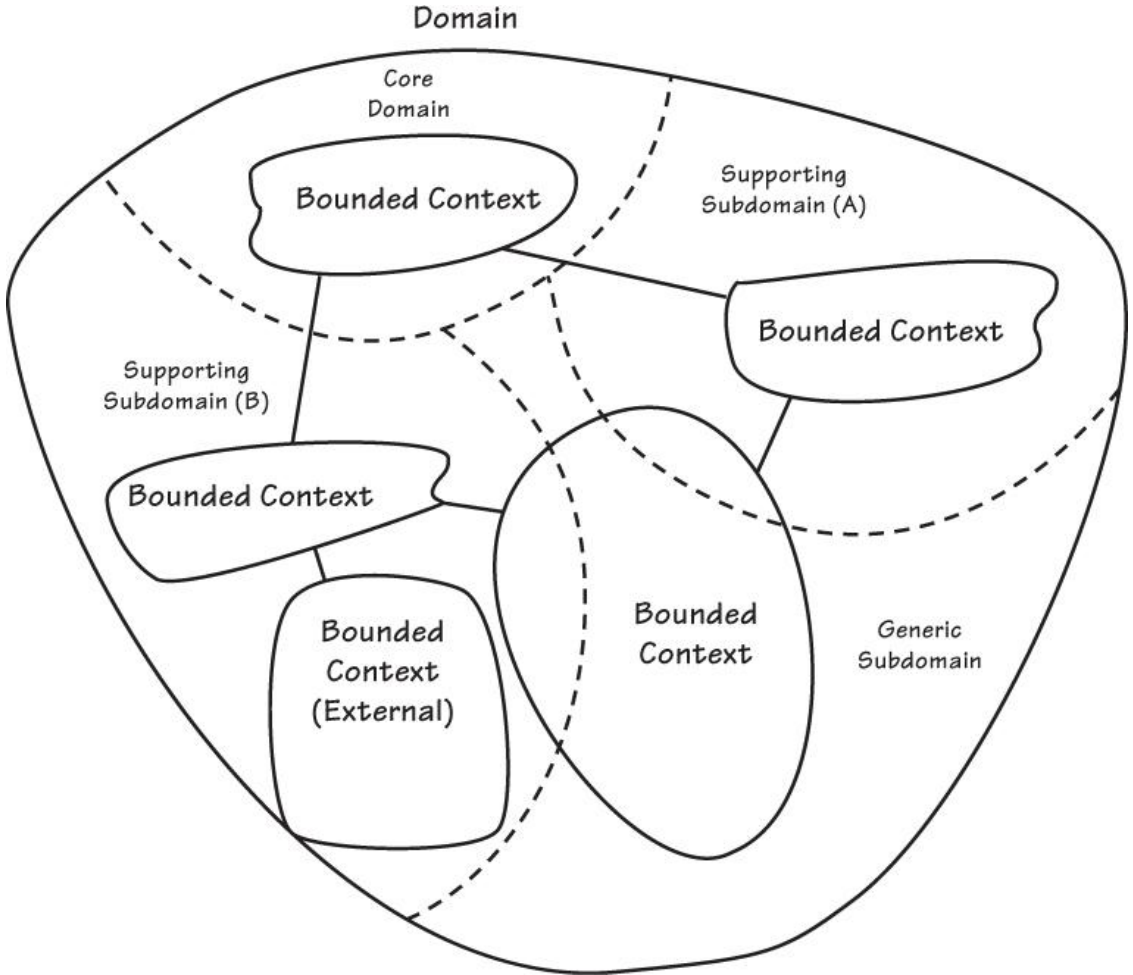 Domain
Core
Domain
Bounded Context
Supporting
Subdomain (A)
Bounded Context
Supporting
Subdomain (B)
Bounded Context
Bounded
Context
(External)
Bounded
Context
Generic
Subdomain